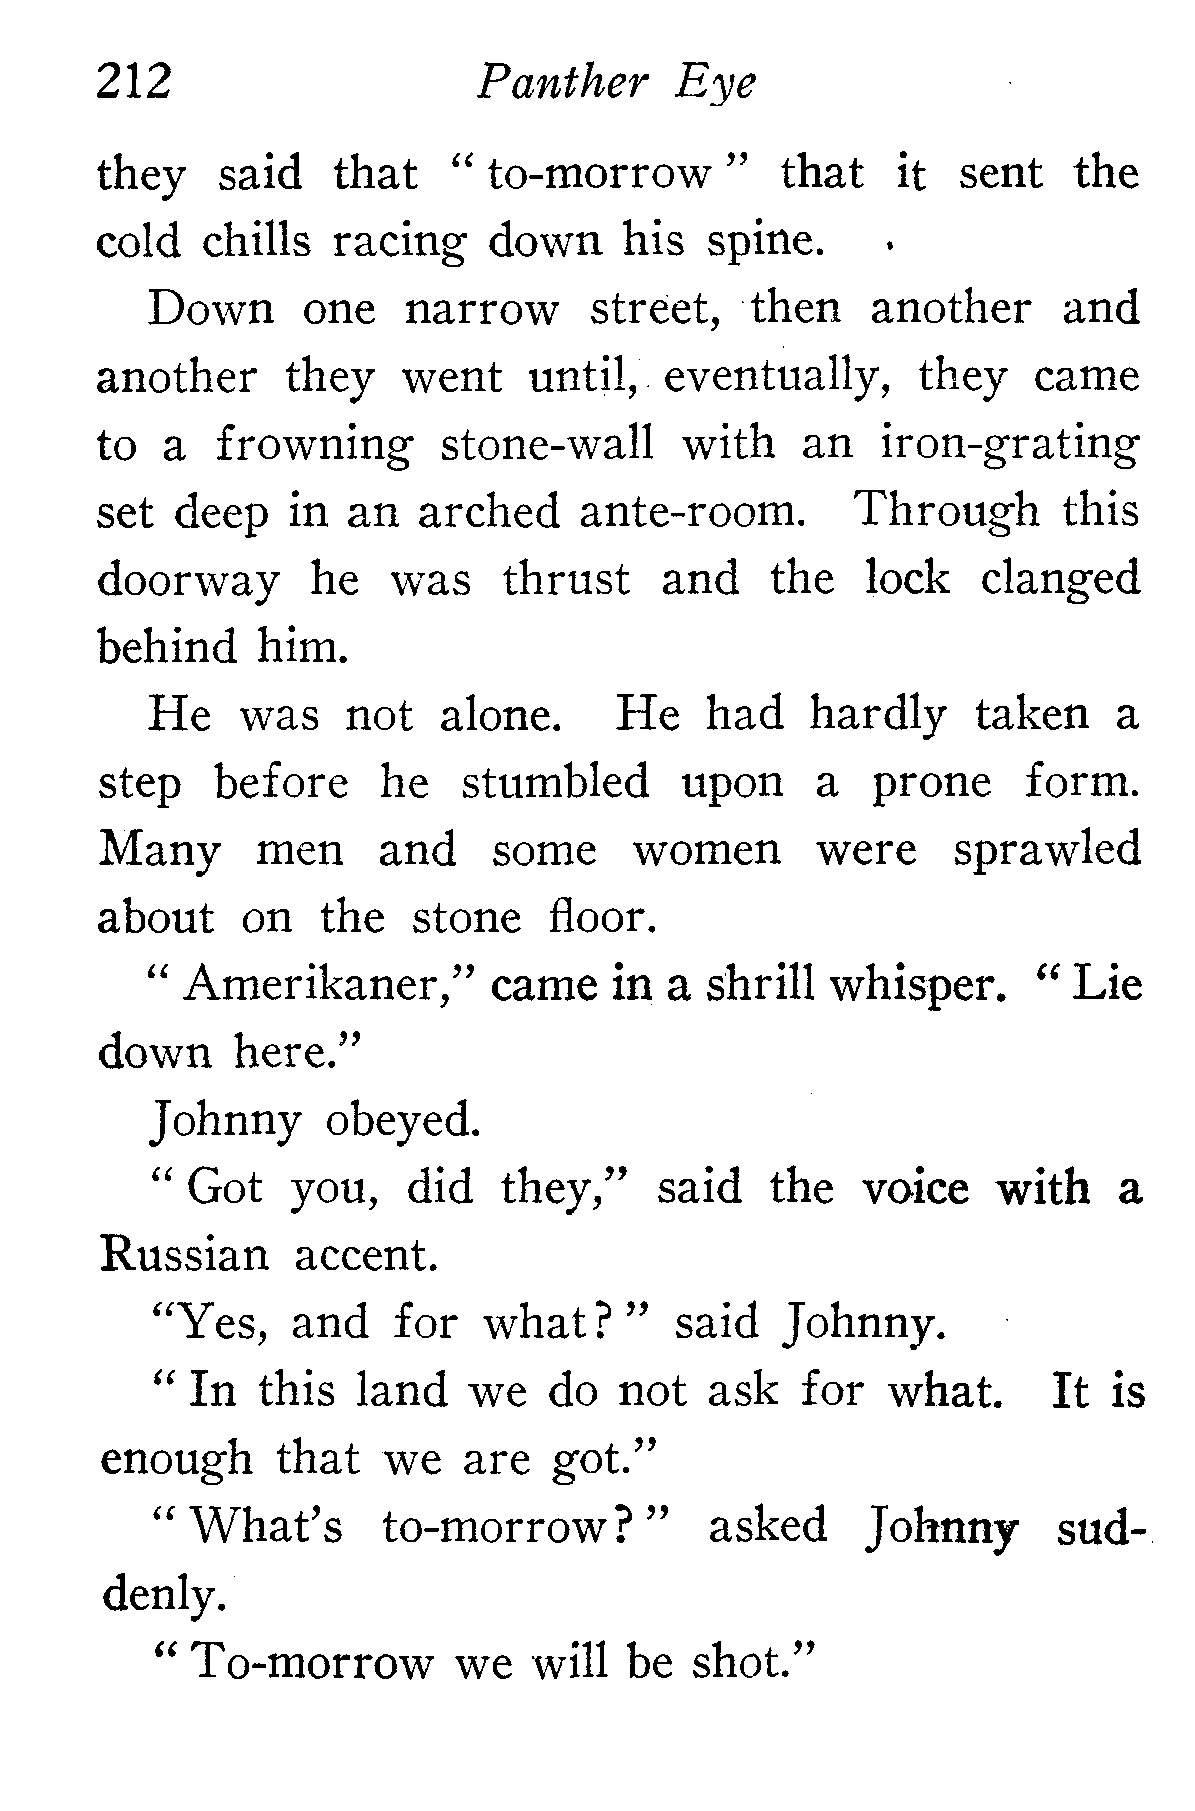 212 Panther Eye
they said that “ to-morrow ” that it sent the
cold chills racing down his spine.
Down one narrow street, then another and
another they went until, eventually, they came
to a frowning stone-wall with an iron-grating
set deep in an arched ante-room. Through this
doorway he was thrust and the lock clanged
behind him.
He was not alone. He had hardly taken a
step before he stumbled upon a prone form.
Many men and some women were sprawled
about on the stone floor.
“ Amerikaner,” came in a shrill whisper. “ Lie
down here.”
Johnny obeyed.
“ Got you, did they,” said the voice with a
Russian accent.
“Yes, and for what? ” said Johnny.
“ In this land we do not ask for what. It is
enough that we are got.”
“ What’s to-morrow? ” asked Johnny sud-
denly.
“ To-morrow we will be shot.”